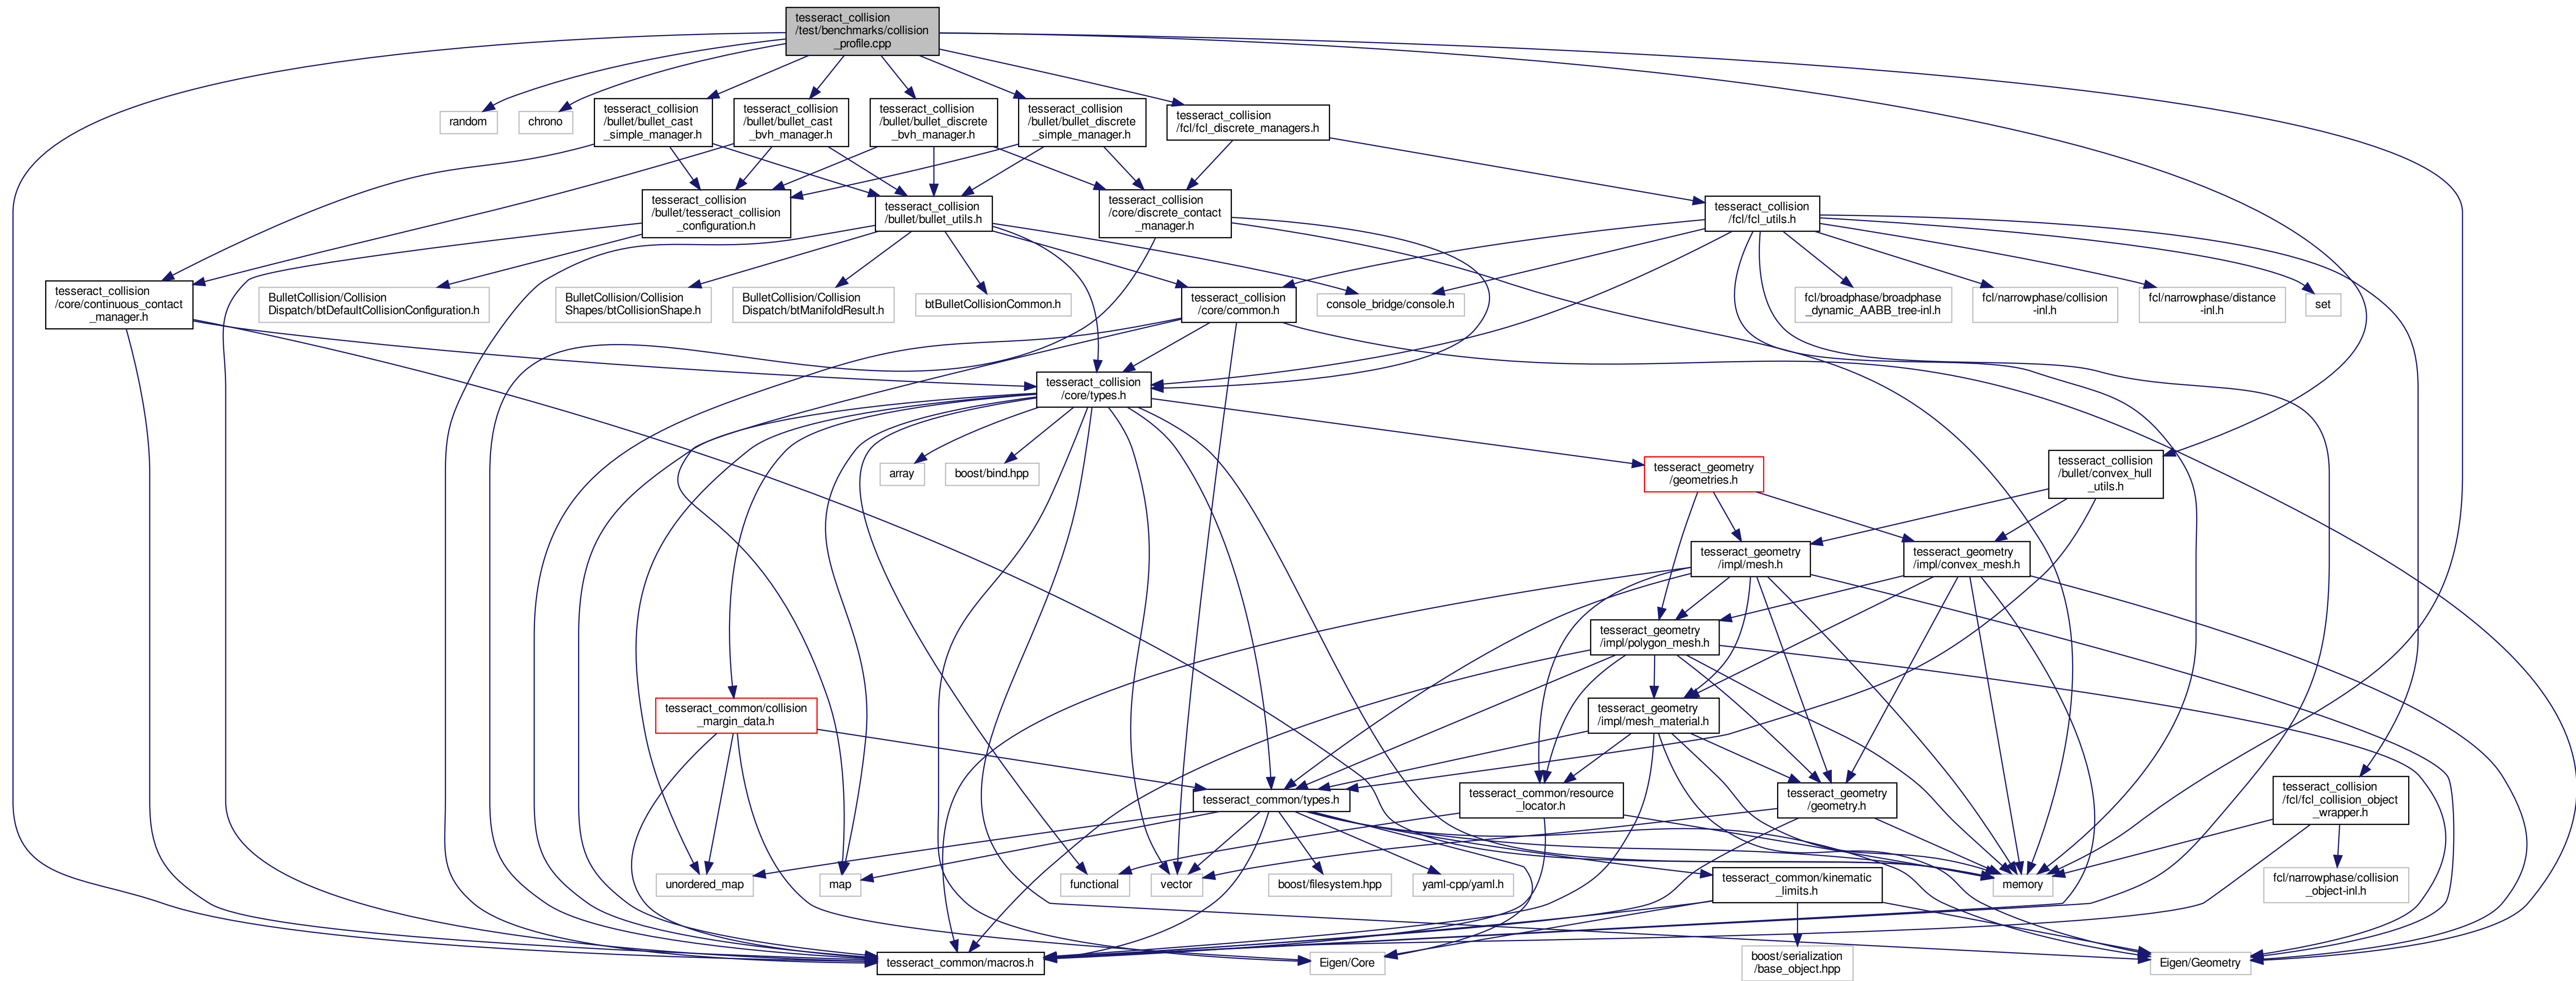 tesseract_collision
/test/benchmarks/collision
_profile.cpp
random
chrono
tesseract_collision
/bullet/bullet_cast
_simple_manager.h
tesseract_collision
/bullet/bullet_cast
_bvh_manager.h
tesseract_collision
/bullet/bullet_discrete
_bvh_manager.h
tesseract_collision
/bullet/bullet_discrete
_simple_manager.h
tesseract_collision
/fcl/fcl_discrete_managers.h
tesseract_collision
/bullet/tesseract_collision
_configuration.h
tesseract_collision
/bullet/bullet_utils.h
tesseract_collision
/core/discrete_contact
_manager.h
tesseract_collision
/fcl/fcl_utils.h
tesseract_collision
/core/continuous_contact
_manager.h
BulletCollision/Collision
Dispatch/btDefaultCollisionConfiguration.h
BulletCollision/Collision
Shapes/btCollisionShape.h
BulletCollision/Collision
Dispatch/btManifoldResult.h
btBulletCollisionCommon.h
tesseract_collision
/core/common.h
console_bridge/console.h
fcl/broadphase/broadphase
_dynamic_AABB_tree-inl.h
fcl/narrowphase/collision
-inl.h
fcl/narrowphase/distance
-inl.h
set
tesseract_collision
/core/types.h
array
boost/bind.hpp
tesseract_geometry
/geometries.h
tesseract_collision
/bullet/convex_hull
_utils.h
tesseract_geometry
/impl/mesh.h
tesseract_geometry
/impl/convex_mesh.h
tesseract_geometry
/impl/polygon_mesh.h
tesseract_common/collision
_margin_data.h
tesseract_geometry
/impl/mesh_material.h
tesseract_common/types.h
tesseract_common/resource
_locator.h
tesseract_geometry
/geometry.h
tesseract_collision
/fcl/fcl_collision_object
_wrapper.h
unordered_map
map
functional
vector
boost/filesystem.hpp
yaml-cpp/yaml.h
tesseract_common/kinematic
_limits.h
memory
fcl/narrowphase/collision
_object-inl.h
tesseract_common/macros.h
Eigen/Core
boost/serialization
/base_object.hpp
Eigen/Geometry